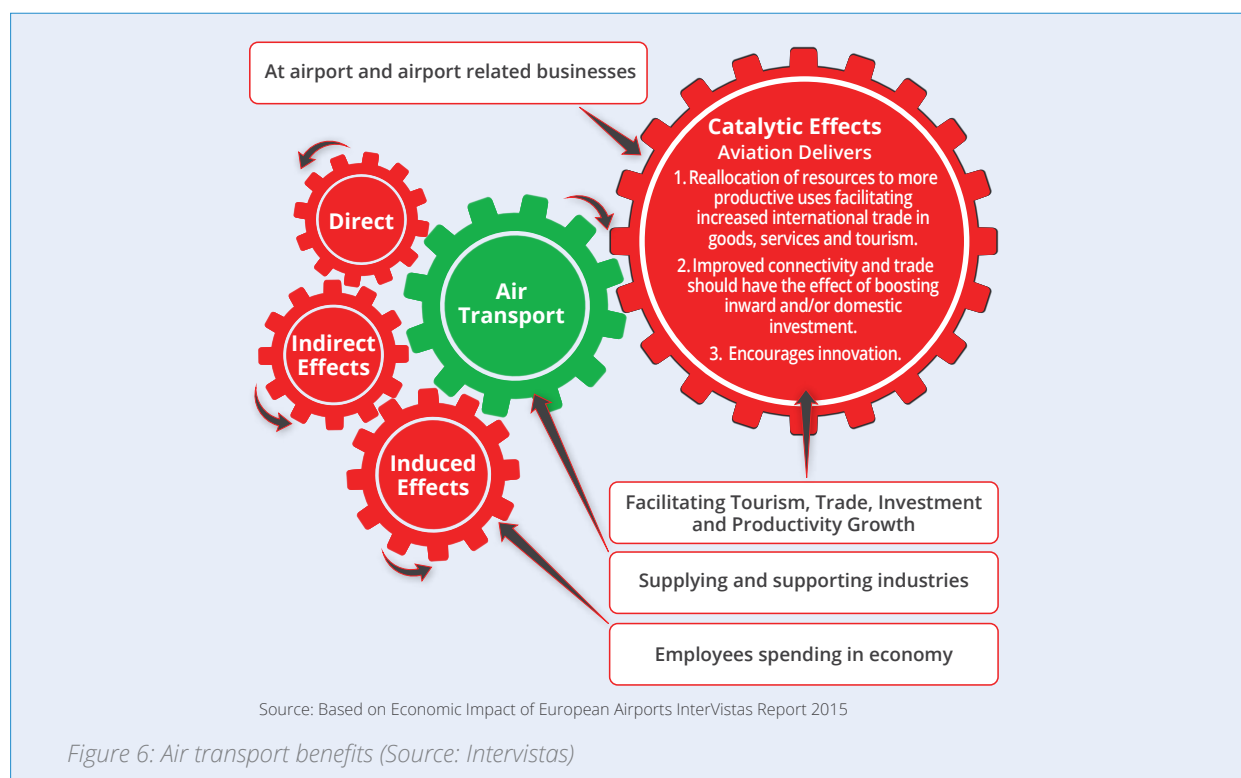 At airport and airport related businesses
Catalytic Effects
Aviation Delivers
1. Reallocation of resources to more
productive uses facilitating
increased international trade in
goods, services and tourism.
2. Improved connectivity and trade
should have the effect of boosting
inward and/or domestic
investment.
3. Encourages innovation.
Direct
Air
Transport
Indirect
Effects
Induced
Effects
Facilitating Tourism, Trade, Investment
and Productivity Growth
Supplying and supporting industries
Employees spending in economy
Source: Based on Economic Impact of European Airports InterVistas Report 2015
Figure 6: Air transport benefits (Source: Intervistas)